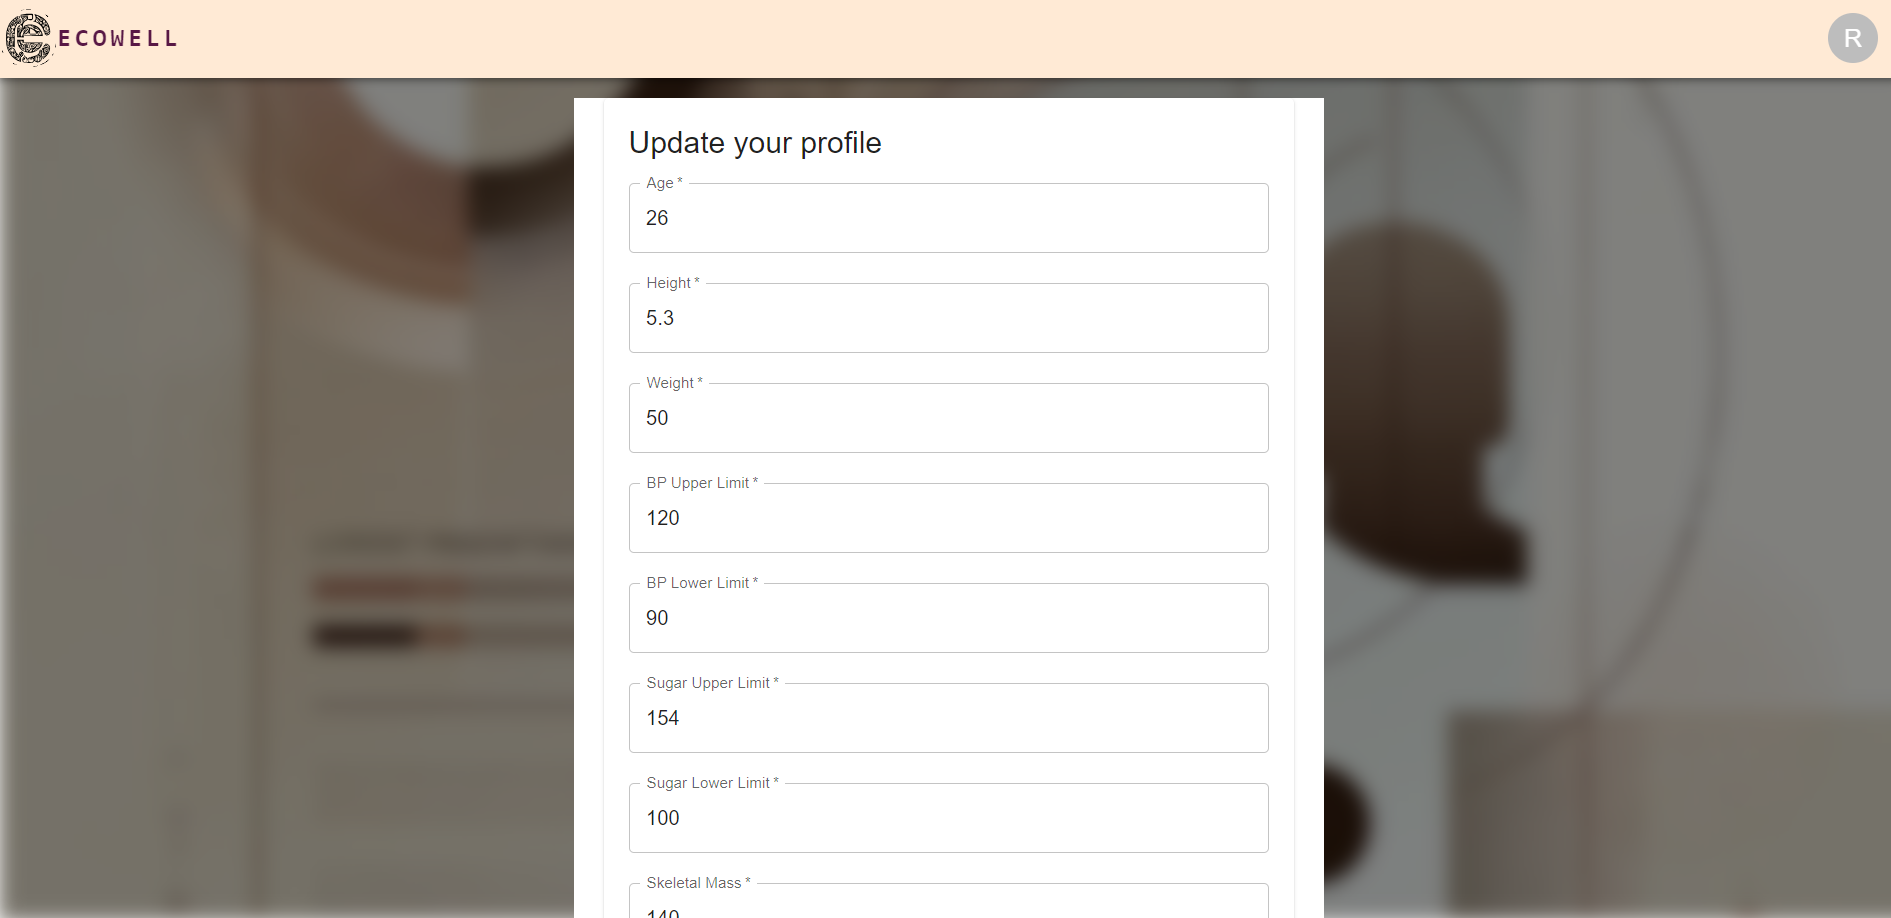 ECOWELL
R
Update your profile
Age *
26
Height *
5.3
Weight *
50
BP Upper Limit *
120
BP Lower Limit *
90
Sugar Upper Limit *
154
Sugar Lower Limit *
100
Skeletal Mass *
140